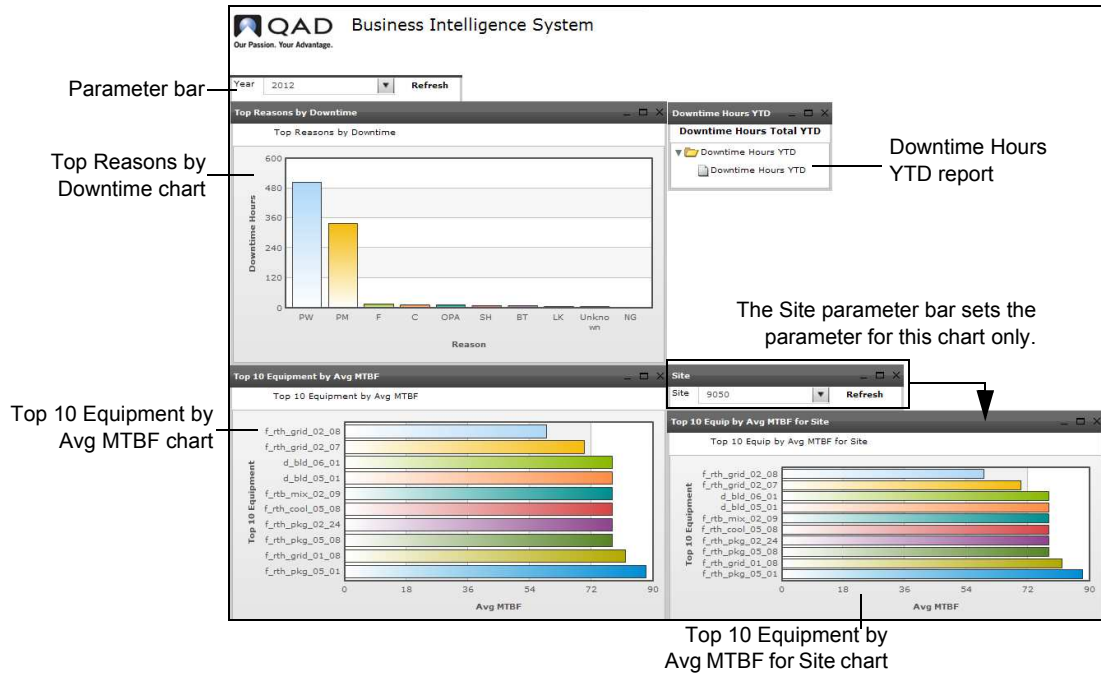 QAD
Our Passion. Your Advantage.
Business Intelligence System
Parameter bar
Year 2012 Refresh
Top Reasons by Downtime
Top Reasons by Downtime
Top Reasons by
Downtime chart
600
480
360
240
120
0
Downtime Hours
PW PM F C OPA SH BT LK Unkno
wn NG
Reason
Downtime Hours YTD
Downtime Hours Total YTD
Downtime Hours YTD
Downtime Hours YTD
Downtime Hours
YTD report
The Site parameter bar sets the
parameter for this chart only.
Top 10 Equipment by Avg MTBF
Top 10 Equipment by Avg MTBF
Top 10 Equipment by
Avg MTBF chart
Top 10 Equipment
f_rth_grid_02_08
f_rth_grid_02_07
d_bld_06_01
d_bld_05_01
f_rtb_mix_02_09
f_rth_cool_05_08
f_rth_pkg_02_24
f_rth_pkg_05_08
f_rth_grid_01_08
f_rth_pkg_05_01
0 18 36 54 72 90
Avg MTBF
Site
Site 9050 Refresh
Top 10 Equip by Avg MTBF for Site
Top 10 Equip by Avg MTBF for Site
Top 10 Equipment
f_rth_grid_02_08
f_rth_grid_02_07
d_bld_06_01
d_bld_05_01
f_rtb_mix_02_09
f_rth_cool_05_08
f_rth_pkg_02_24
f_rth_pkg_05_08
f_rth_grid_01_08
f_rth_pkg_05_01
0 18 36 54 72 90
Avg MTBF
Top 10 Equipment by
Avg MTBF for Site chart